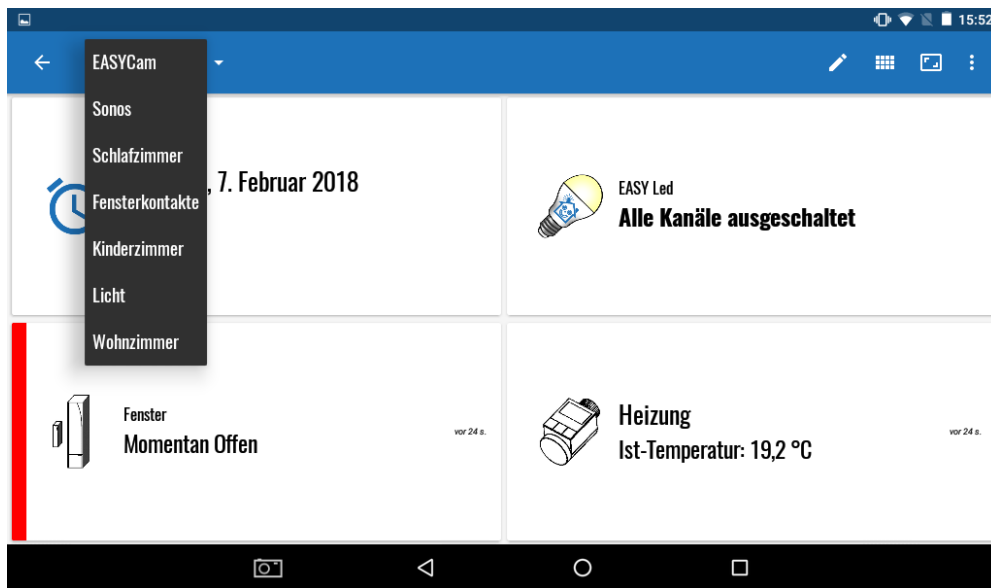 15:52
EASYCam
Sonos
Schlafzimmer
Fensterkontakte
Kinderzimmer
Licht
Wohnzimmer
, 7. Februar 2018
EASY Led
Alle Kanäle ausgeschaltet
Fenster
Momentan Offen
vor 24 s.
Heizung
Ist-Temperatur: 19,2 °C
vor 24 s.